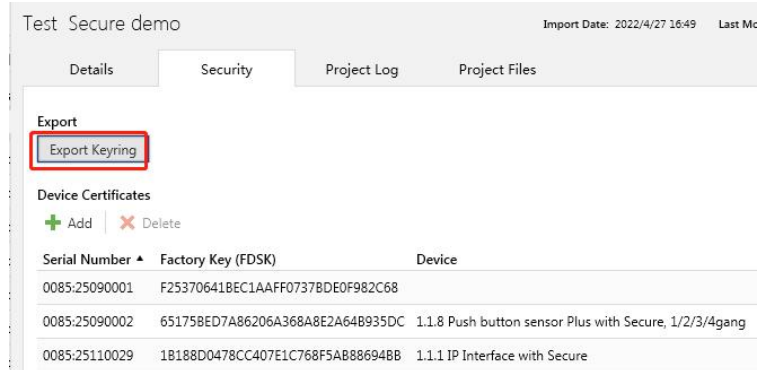 Test Secure demo Import Date: 2022/4/27 16:49 Last Mo
Details Security Project Log Project Files
Export
Export Keyring
Device Certificates
Add Delete
Serial Number Factory Key (FDSK) Device
0085:25090001 F25370641BEC1AAFF0737BDE0F982C68
0085:25090002 65175BED7A86206A368A8E2A64B935DC 1.1.8 Push button sensor Plus with Secure, 1/2/3/4gang
0085:25110029 1B188D0478CC407E1C768F5AB88694BB 1.1.1 IP Interface with Secure